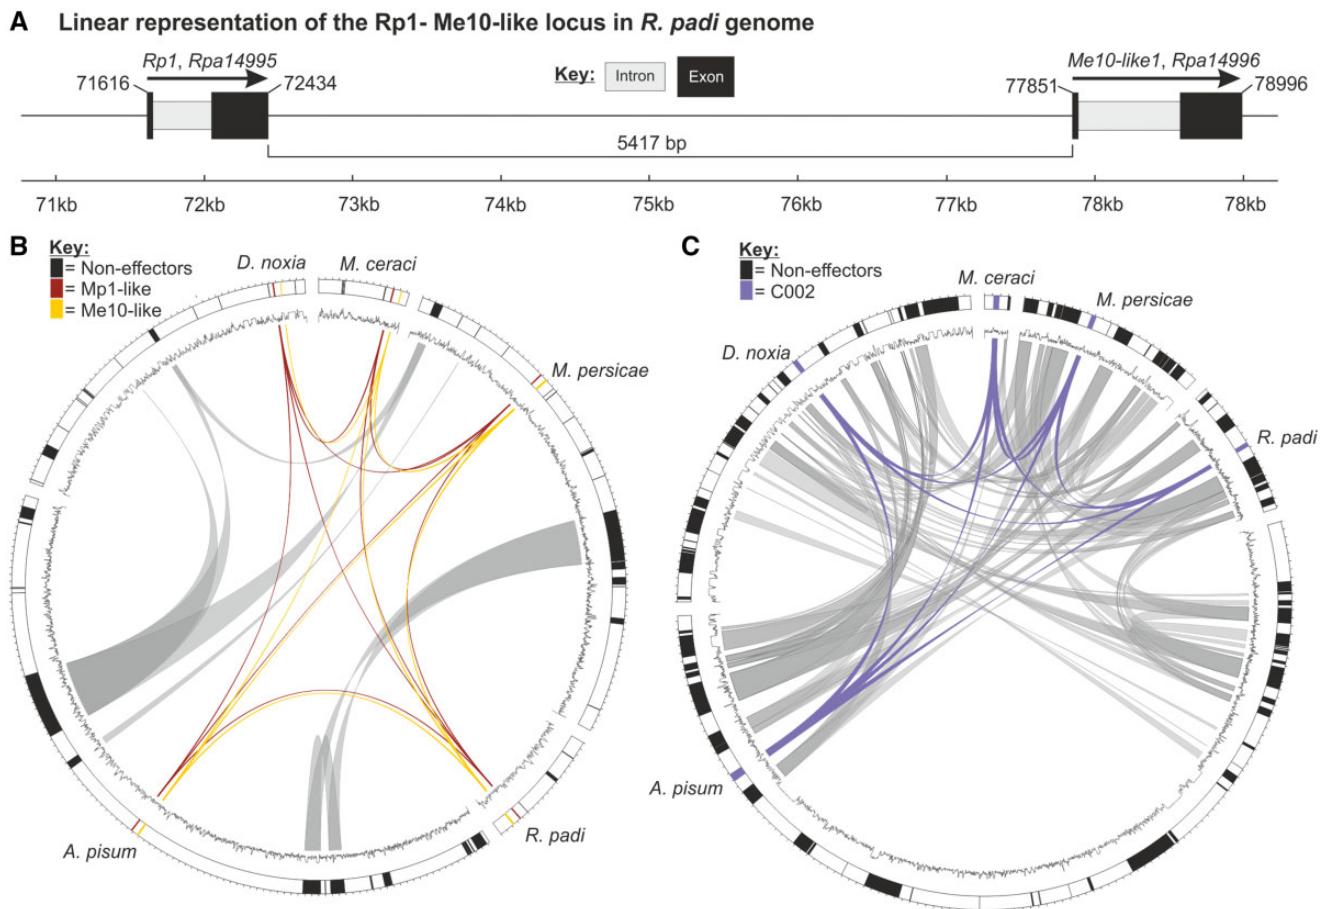 A Linear representation of the Rp1- Me10-like locus in R. padi genome
Rp1, Rpa14995
71616
72434
Key: Intron Exon
Me10-like1, Rpa14996
77851
78996
5417 bp
71kb 72kb 73kb 74kb 75kb 76kb 77kb 78kb 78kb
B
Key:
= Non-effectors
= Mp1-like
= Me10-like
D. noxia
M. ceraci
M. persicae
R. padi
A. pisum
C
Key:
= Non-effectors
= C002
M. ceraci
M. persicae
D. noxia
R. padi
A. pisum